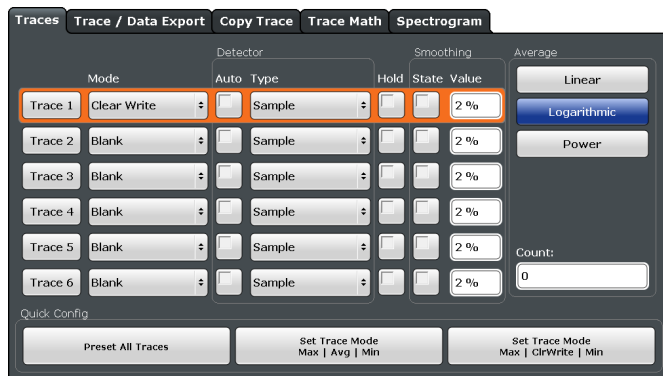 Traces Trace / Data Export Copy Trace Trace Math Spectrogram
Detector Smoothing Average
Mode Auto Type Hold State Value
Linear
Trace 1 Clear Write Sample 2 %
Logarithmic
Trace 2 Blank Sample 2 %
Power
Trace 3 Blank Sample 2 %
Trace 4 Blank Sample 2 %
Trace 5 Blank Sample 2 %
Count:
Trace 6 Blank Sample 2 %
0
Quick Config
Preset All Traces
Set Trace Mode
Max | Avg | Min
Set Trace Mode
Max | ClrWrite | Min